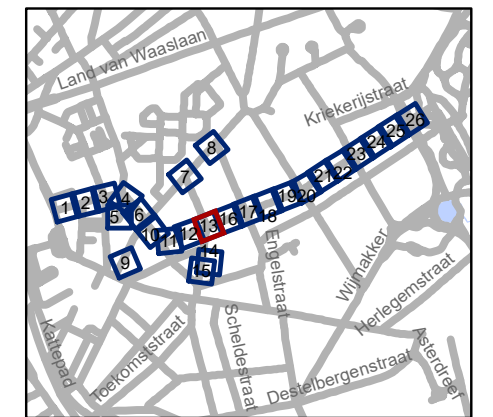 Land van Waaslaan
Kriekerijstraat
8
7
26
25
24
23
22
21
20
19
18
17
16
13
12
11
10
6
5
4
3
2
1
9
14
15
Engelstraat
Wijmakker
Herlegemstraat
Kattepad
Toekomststraat
Scheldestraat
Destelbergenstraat
Asterdreef